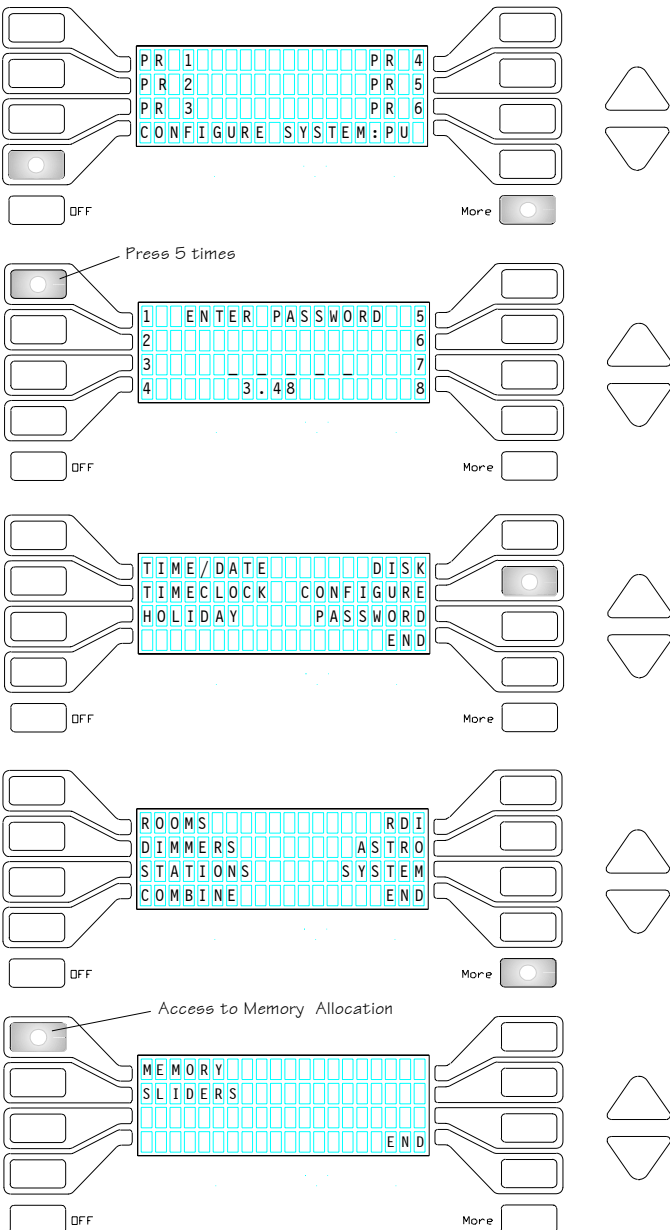 PR 1 PR 4
PR 2 PR 5
PR 3 PR 6
CONFIGURE SYSTEM:PU
OFF More
Press 5 times
1 ENTER PASSWORD 5
2 6
3 _ _ _ _ _ 7
4 3.48 8
OFF More
TIME/DATE DISK
TIMECLOCK CONFIGURE
HOLIDAY PASSWORD
END
OFF More
ROOMS RDI
DIMMERS ASTRO
STATIONS SYSTEM
COMBINE END
OFF More
Access to Memory Allocation
MEMORY
SLIDERS
END
OFF More